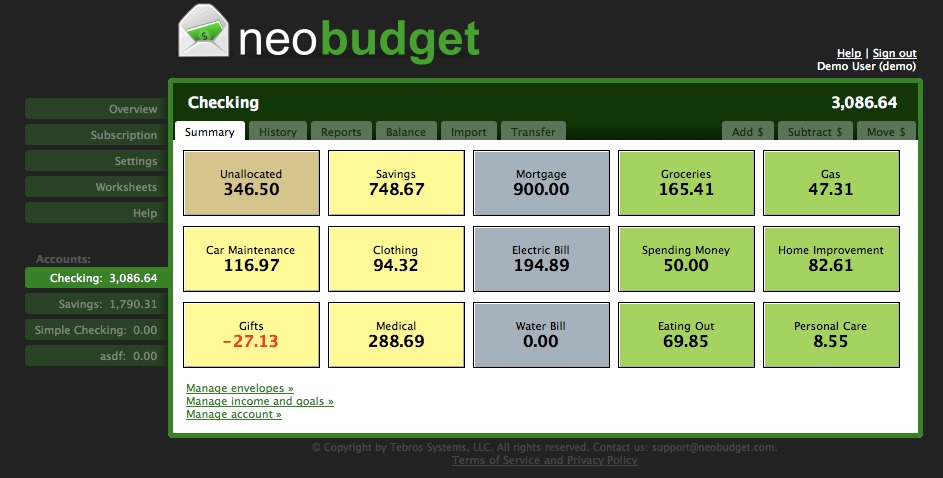 $
neobudget
Help | Sign out
Demo User (demo)
Overview
Subscription
Settings
Worksheets
Help
Accounts:
Checking: 3,086.64
Savings: 1,790.31
Simple Checking: 0.00
asdf: 0.00
Checking 3,086.64
Summary History Reports Balance Import Transfer Add $ Subtract $ Move $
Unallocated Savings Mortgage Groceries Gas
346.50 748.67 900.00 165.41 47.31
Car Maintenance Clothing Electric Bill Spending Money Home Improvement
116.97 94.32 194.89 50.00 82.61
Gifts Medical Water Bill Eating Out Personal Care
-27.13 288.69 0.00 69.85 8.55
Manage envelopes »
Manage income and goals »
Manage account »
© Copyright by Tebros Systems, LLC. All rights reserved. Contact us: support@neobudget.com.
Terms of Service and Privacy Policy